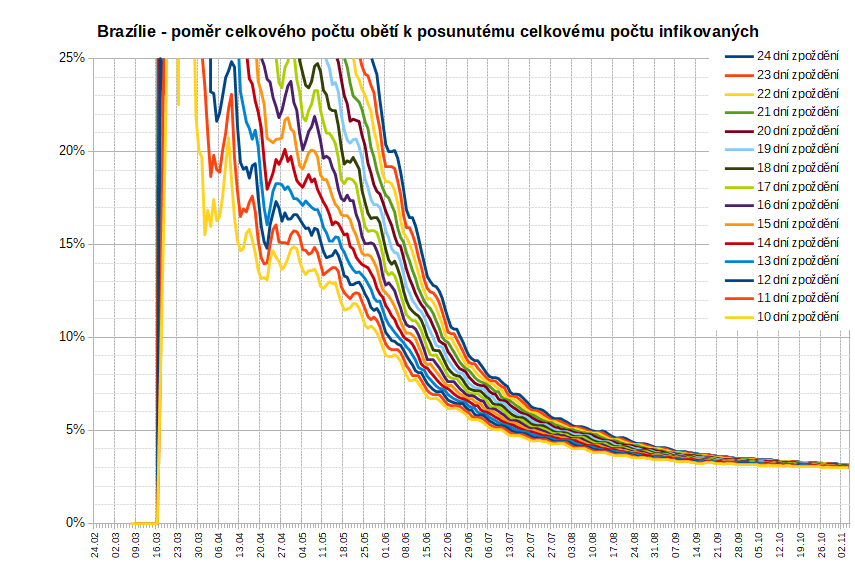 Brazílie - poměr celkového počtu obětí k posunutému celkovému počtu infikovaných
25%
20%
15%
10%
5%
0%
24 dní zpoždění
23 dní zpoždění
22 dní zpoždění
21 dní zpoždění
20 dní zpoždění
19 dní zpoždění
18 dní zpoždění
17 dní zpoždění
16 dní zpoždění
15 dní zpoždění
14 dní zpoždění
13 dní zpoždění
12 dní zpoždění
11 dní zpoždění
10 dní zpoždění
24.02
02.03
09.03
16.03
23.03
30.03
06.04
13.04
20.04
27.04
04.05
11.05
18.05
25.05
01.06
08.06
15.06
22.06
29.06
06.07
13.07
20.07
27.07
03.08
10.08
17.08
24.08
31.08
07.09
14.09
21.09
28.09
05.10
12.10
19.10
26.10
02.11